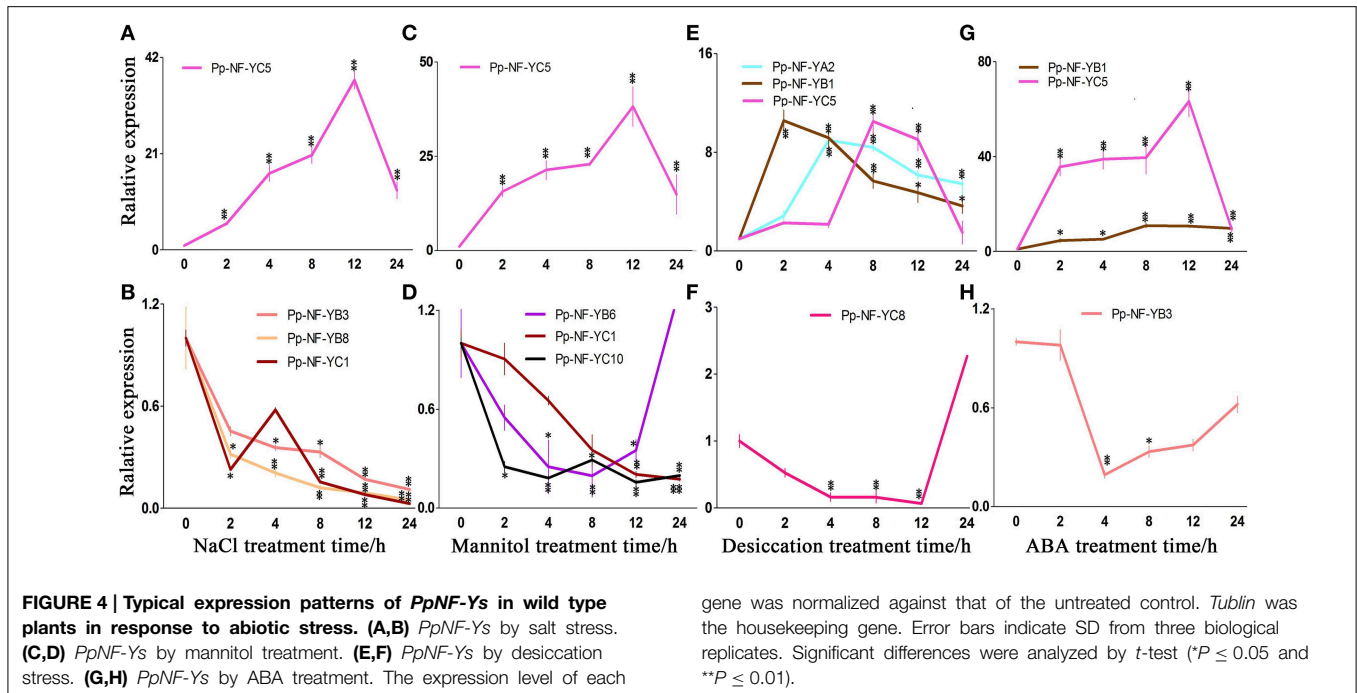 A
Ralative expression
42
21
0
Pp-NF-YC5
** ** ** ** **
0 2 4 8 12 24
C
50
25
0
Pp-NF-YC5
** ** ** ** **
0 2 4 8 12 24
E
16
8
0
Pp-NF-YA2
Pp-NF-YB1
Pp-NF-YC5
0 2 4 8 12 24
G
80
40
0
Pp-NF-YB1
Pp-NF-YC5
0 2 4 8 12 24
B
Ralative expression
1.2
0.6
0.0
Pp-NF-YB3
Pp-NF-YB8
Pp-NF-YC1
0 2 4 8 12 24
NaCl treatment time/h
D
1.2
0.6
0.0
Pp-NF-YB6
Pp-NF-YC1
Pp-NF-YC10
0 2 4 8 12 24
Mannitol treatment time/h
F
3
2
1
0
Pp-NF-YC8
** ** **
0 2 4 8 12 24
Desiccation treatment time/h
H
1.2
0.6
0.0
Pp-NF-YB3
** *
0 2 4 8 12 24
ABA treatment time/h
FIGURE 4 | Typical expression patterns of PpNF-Ys in wild type
plants in response to abiotic stress. (A,B) PpNF-Ys by salt stress.
(C,D) PpNF-Ys by mannitol treatment. (E,F) PpNF-Ys by desiccation
stress. (G,H) PpNF-Ys by ABA treatment. The expression level of each
gene was normalized against that of the untreated control. Tublin was
the housekeeping gene. Error bars indicate SD from three biological
replicates. Significant differences were analyzed by t-test (*P ≤ 0.05 and
**P ≤ 0.01).